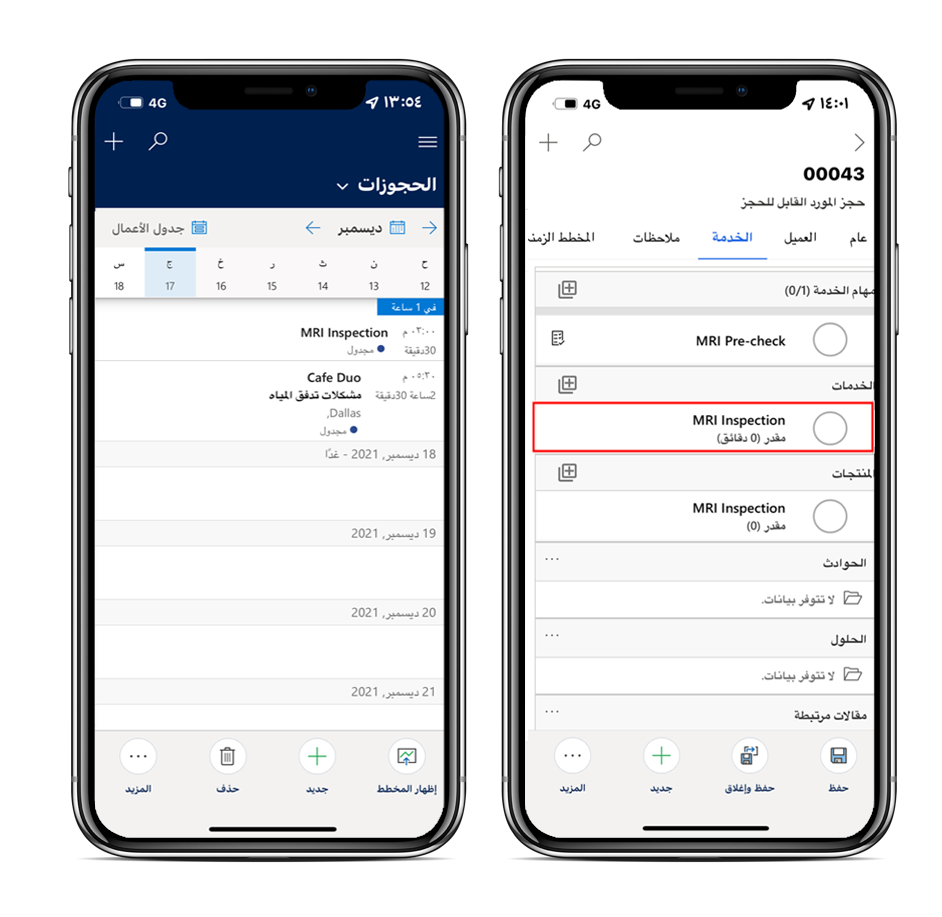 ١٣:٥٤
4G
الحجوزات
ديسمبر
جدول الأعمال
ح ن ث ر خ ج س
12 13 14 15 16 17 18
في 1 ساعة
٠٣:٠٠ م MRI Inspection
30دقيقة مجدول
٠٥:٣٠ م Cafe Duo
2ساعة 30دقيقة مشكلات تدفق المياه
Dallas,
مجدول
18 ديسمبر, 2021 - غدًا
19 ديسمبر, 2021
20 ديسمبر, 2021
21 ديسمبر, 2021
إظهار المخطط
جديد
حذف
المزيد
١٤:٠١
4G
00043
حجز المورد القابل للحجز
عام
العميل
الخدمة
ملاحظات
المخطط الزمن
مهام الخدمة (0/1)
MRI Pre-check
الخدمات
MRI Inspection
مقدر (0 دقائق)
المنتجات
MRI Inspection
مقدر (0)
الحوادث
لا تتوفر بيانات.
الحلول
لا تتوفر بيانات.
مقالات مرتبطة
حفظ
حفظ وإغلاق
جديد
المزيد